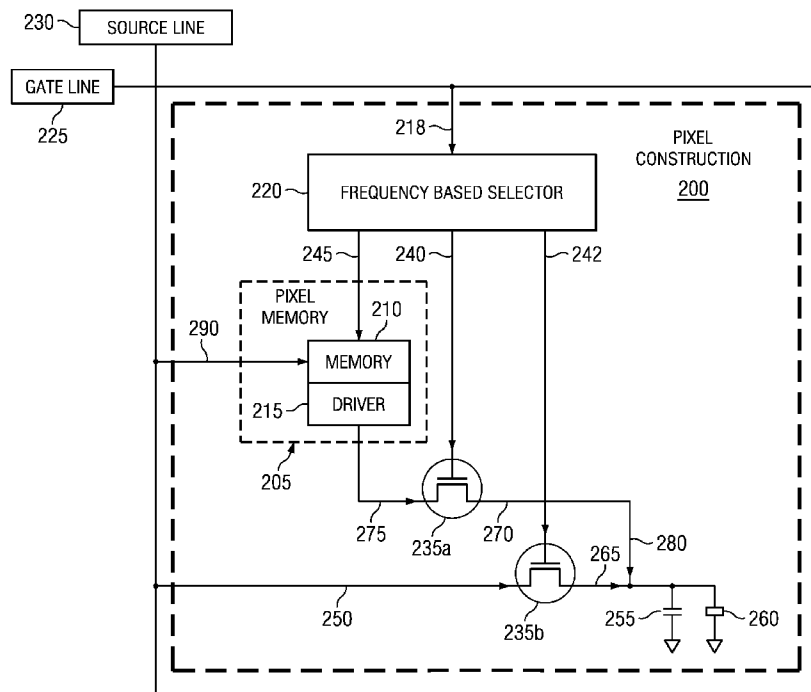 230
SOURCE LINE
GATE LINE
225
218
PIXEL
CONSTRUCTION
200
220
FREQUENCY BASED SELECTOR
245
240
242
PIXEL
MEMORY
210
290
MEMORY
215
DRIVER
205
275
235a
270
280
265
250
235b
255
260